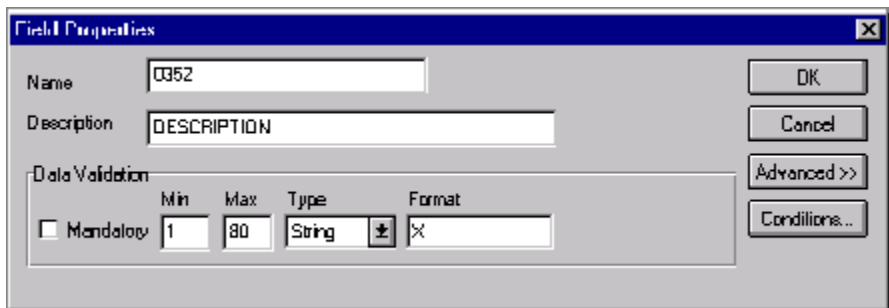 Field Properties
Name
0352
OK
Description
DESCRIPTION
Cancel
Data Validation
Advanced >>
Min Max Type Format
Mandatory 1 80 String X
Conditions...